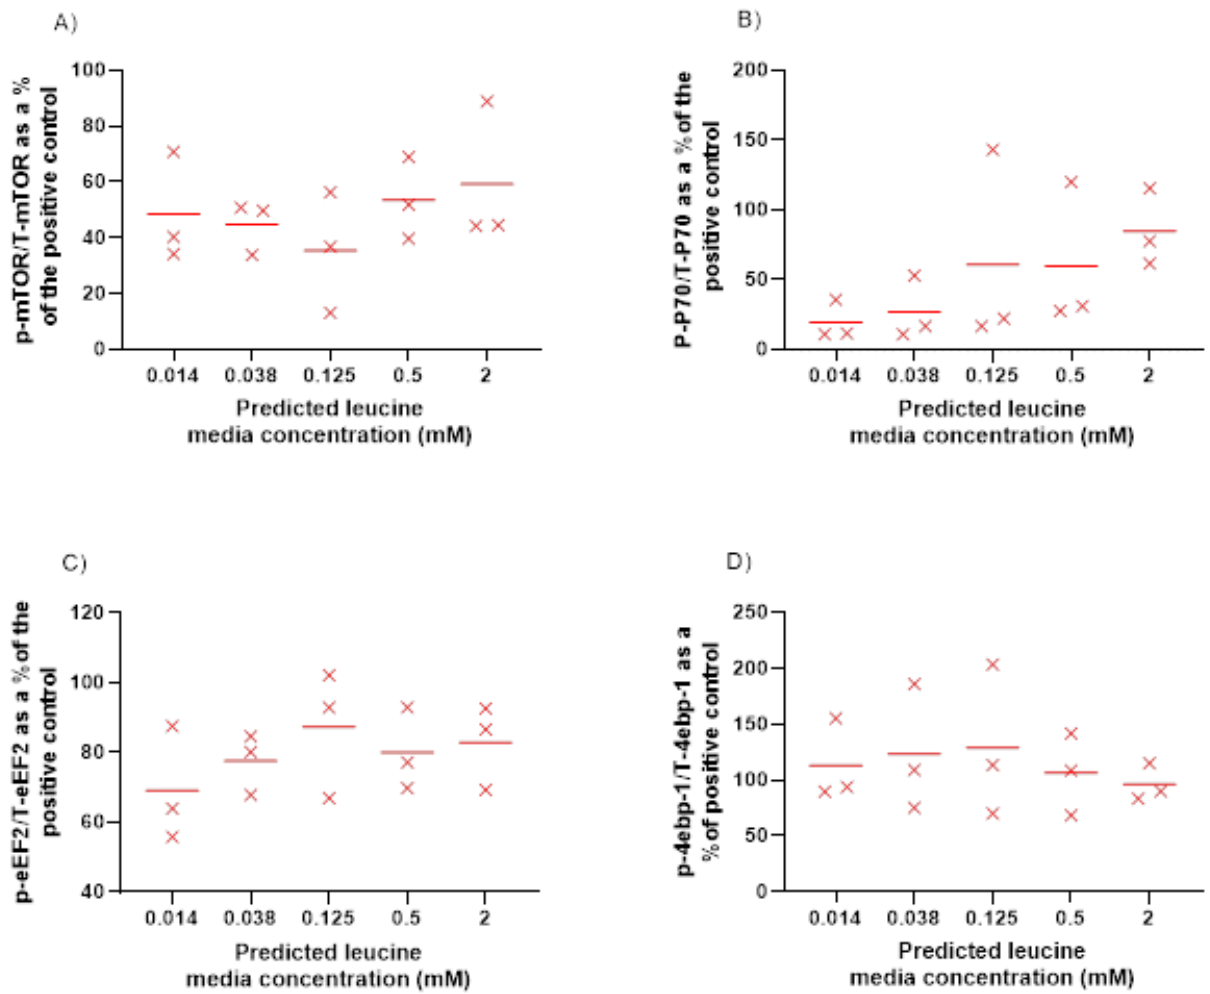 A)
p-mTOR/T-mTOR as a %
of the positive control
100
80
60
40
20
0
0.014 0.038 0.125 0.5 2
Predicted leucine
media concentration (mM)
B)
P-P70/T-P70 as a % of the
positive control
200
150
100
50
0
0.014 0.038 0.125 0.5 2
Predicted leucine
media concentration (mM)
C)
p-eEF2/T-eEF2 as a % of the
positive control
120
100
80
60
40
0.014 0.038 0.125 0.5 2
Predicted leucine
media concentration (mM)
D)
p-4ebp-1/T-4ebp-1 as a
% of positive control
250
200
150
100
50
0
0.014 0.038 0.125 0.5 2
Predicted leucine
media concentration (mM)